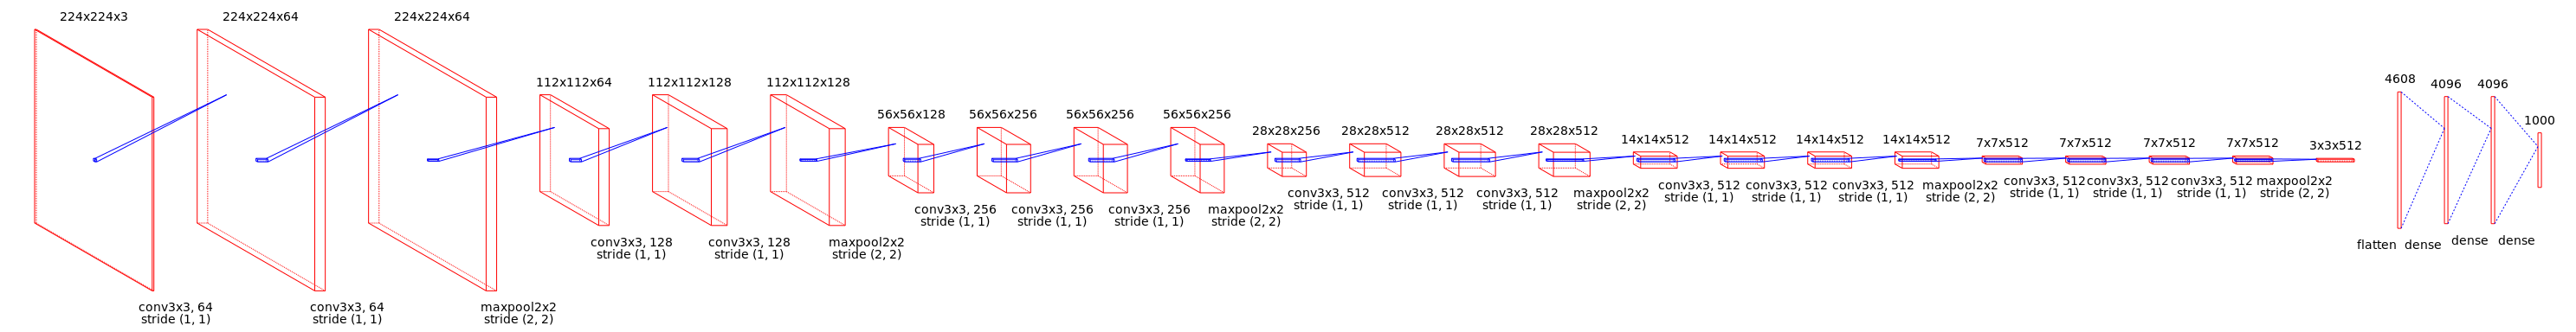 224x224x3
224x224x64
224x224x64
112x112x64
112x112x128
112x112x128
56x56x128
56x56x256
56x56x256
56x56x256
28x28x256
28x28x512
28x28x512
28x28x512
14x14x512
14x14x512
14x14x512
14x14x512
7x7x512
7x7x512
7x7x512
7x7x512
3x3x512
4608
4096
4096
1000
conv3x3, 64
stride (1, 1)
conv3x3, 64
stride (1, 1)
maxpool2x2
stride (2, 2)
conv3x3, 128
stride (1, 1)
conv3x3, 128
stride (1, 1)
maxpool2x2
stride (2, 2)
conv3x3, 256
stride (1, 1)
conv3x3, 256
stride (1, 1)
conv3x3, 256
stride (1, 1)
maxpool2x2
stride (2, 2)
conv3x3, 512
stride (1, 1)
conv3x3, 512
stride (1, 1)
conv3x3, 512
stride (1, 1)
maxpool2x2
stride (2, 2)
conv3x3, 512
stride (1, 1)
conv3x3, 512
stride (1, 1)
conv3x3, 512
stride (1, 1)
maxpool2x2
stride (2, 2)
conv3x3, 512
stride (1, 1)
conv3x3, 512
stride (1, 1)
conv3x3, 512
stride (1, 1)
maxpool2x2
stride (2, 2)
flatten
dense
dense
dense